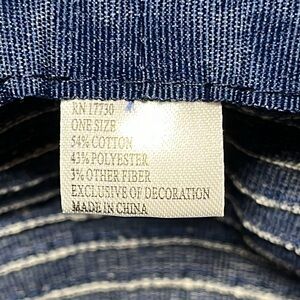 RN 17730
ONE SIZE
54% COTTON
43% POLYESTER
3% OTHER FIBER
EXCLUSIVE OF DECORATION
MADE IN CHINA